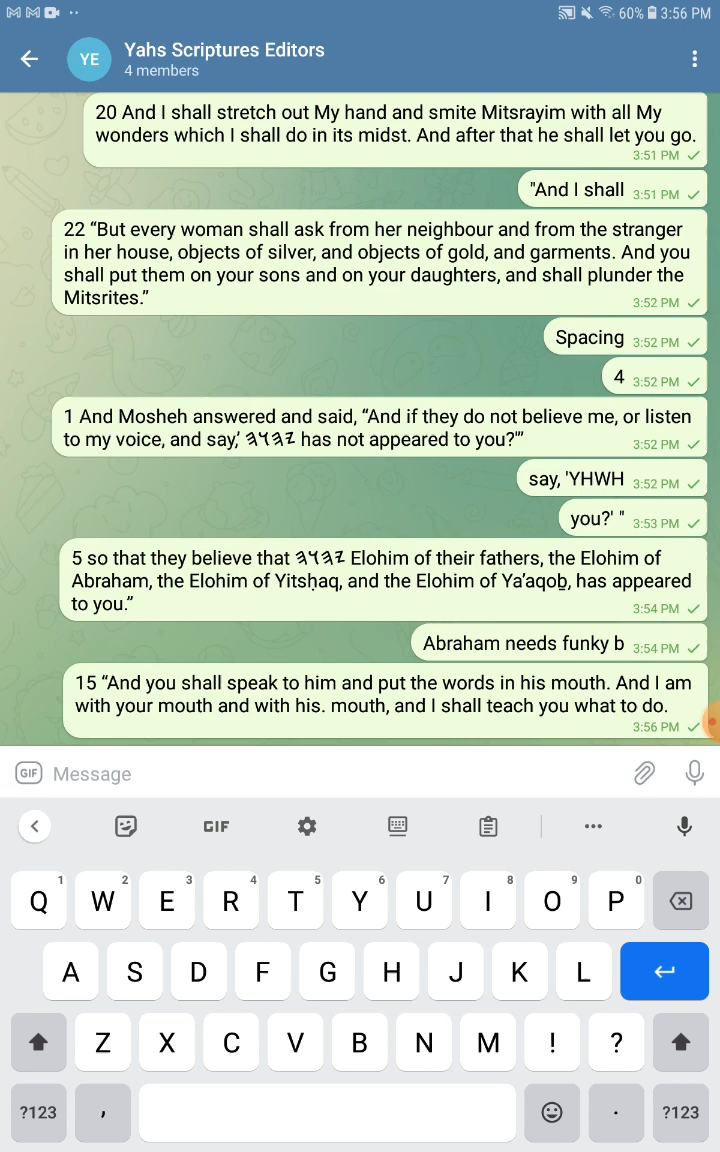 60% 3:56 PM
YE
Yahs Scriptures Editors
4 members
20 And I shall stretch out My hand and smite Mitsrayim with all My
wonders which I shall do in its midst. And after that he shall let you go.
3:51 PM
"And I shall 3:51 PM
22 “But every woman shall ask from her neighbour and from the stranger
in her house, objects of silver, and objects of gold, and garments. And you
shall put them on your sons and on your daughters, and shall plunder the
Mitsrites.” 3:52 PM
Spacing 3:52 PM
4 3:52 PM
1 And Mosheh answered and said, “And if they do not believe me, or listen
to my voice, and say,’ 𐤉𐤄𐤅𐤄 has not appeared to you?’” 3:52 PM
say, 'YHWH 3:52 PM
you?' " 3:53 PM
5 so that they believe that 𐤉𐤄𐤅𐤄 Elohim of their fathers, the Elohim of
Abraham, the Elohim of Yitsḥaq, and the Elohim of Ya’aqoḇ, has appeared
to you.” 3:54 PM
Abraham needs funky b 3:54 PM
15 “And you shall speak to him and put the words in his mouth. And I am
with your mouth and with his. mouth, and I shall teach you what to do.
3:56 PM
GIF Message
GIF
Q 1 W 2 E 3 R 4 T 5 Y 6 U 7 I 8 O 9 P 0
A S D F G H J K L
Z X C V B N M ! ?
?123 , . ?123